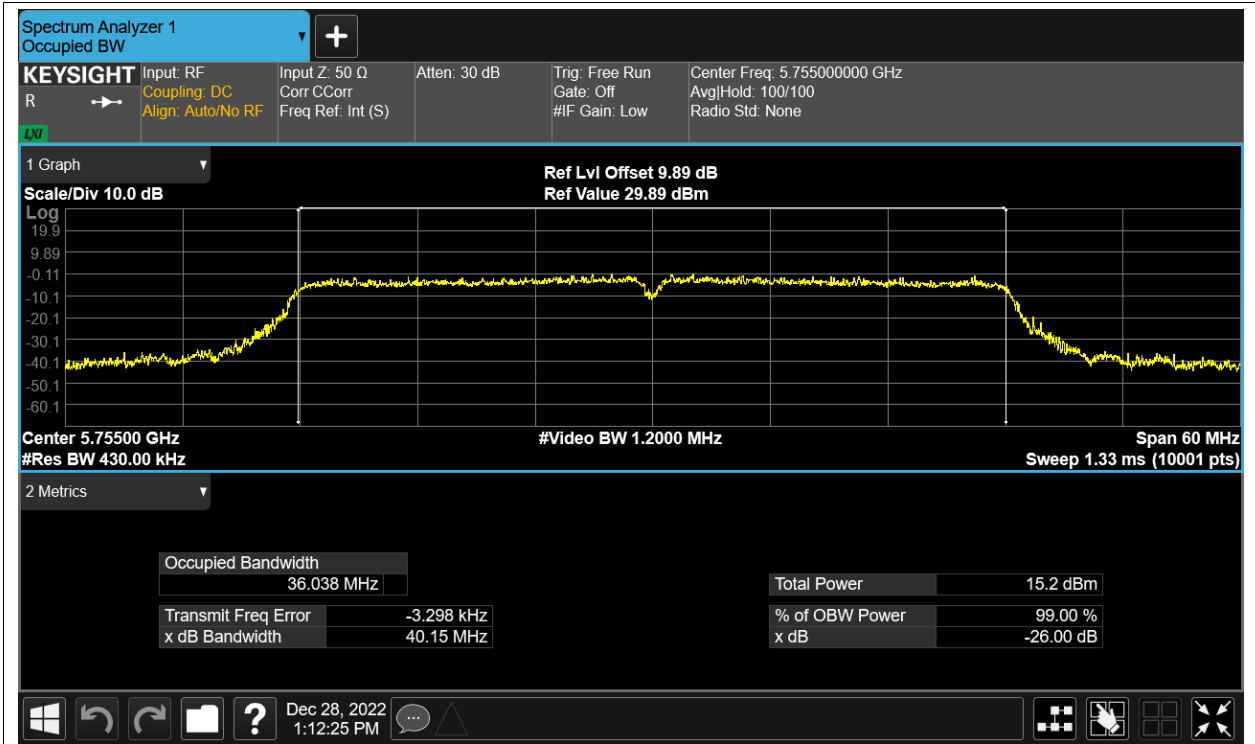 Spectrum Analyzer 1
Occupied BW
KEYSIGHT
R
LXI
Input: RF
Coupling: DC
Align: Auto/No RF
Input Z: 50 Ω
Corr CCorr
Freq Ref: Int (S)
Atten: 30 dB
Trig: Free Run
Gate: Off
#IF Gain: Low
Center Freq: 5.755000000 GHz
Avg|Hold: 100/100
Radio Std: None
1 Graph
Scale/Div 10.0 dB
Ref Lvl Offset 9.89 dB
Ref Value 29.89 dBm
Log
19.9
9.89
-0.11
-10.1
-20.1
-30.1
-40.1
-50.1
-60.1
Center 5.75500 GHz
#Video BW 1.2000 MHz
Span 60 MHz
#Res BW 430.00 kHz
Sweep 1.33 ms (10001 pts)
2 Metrics
Occupied Bandwidth
36.038 MHz
Transmit Freq Error -3.298 kHz
x dB Bandwidth 40.15 MHz
Total Power 15.2 dBm
% of OBW Power 99.00 %
x dB -26.00 dB
Dec 28, 2022
1:12:25 PM